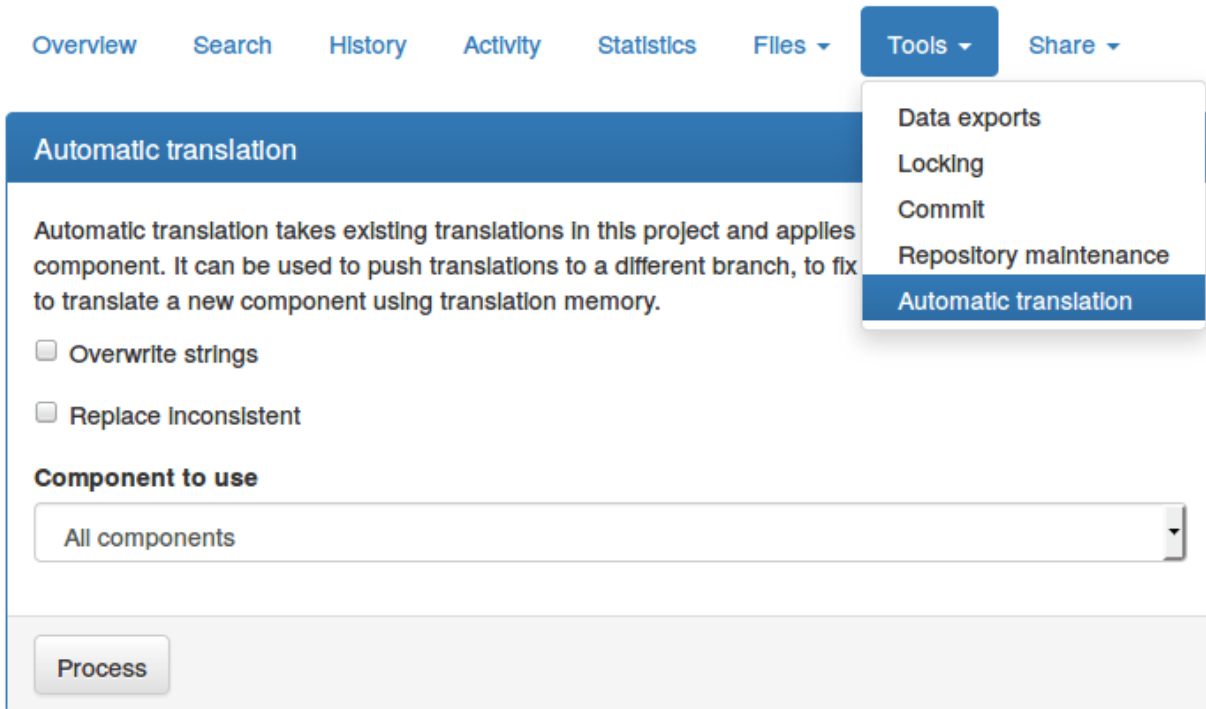 Overview Search History Activity Statistics Files Tools Share
Data exports
Locking
Commit
Repository maintenance
Automatic translation
Automatic translation
Automatic translation takes existing translations in this project and applies
component. It can be used to push translations to a different branch, to fix
to translate a new component using translation memory.
Overwrite strings
Replace inconsistent
Component to use
All components
Process